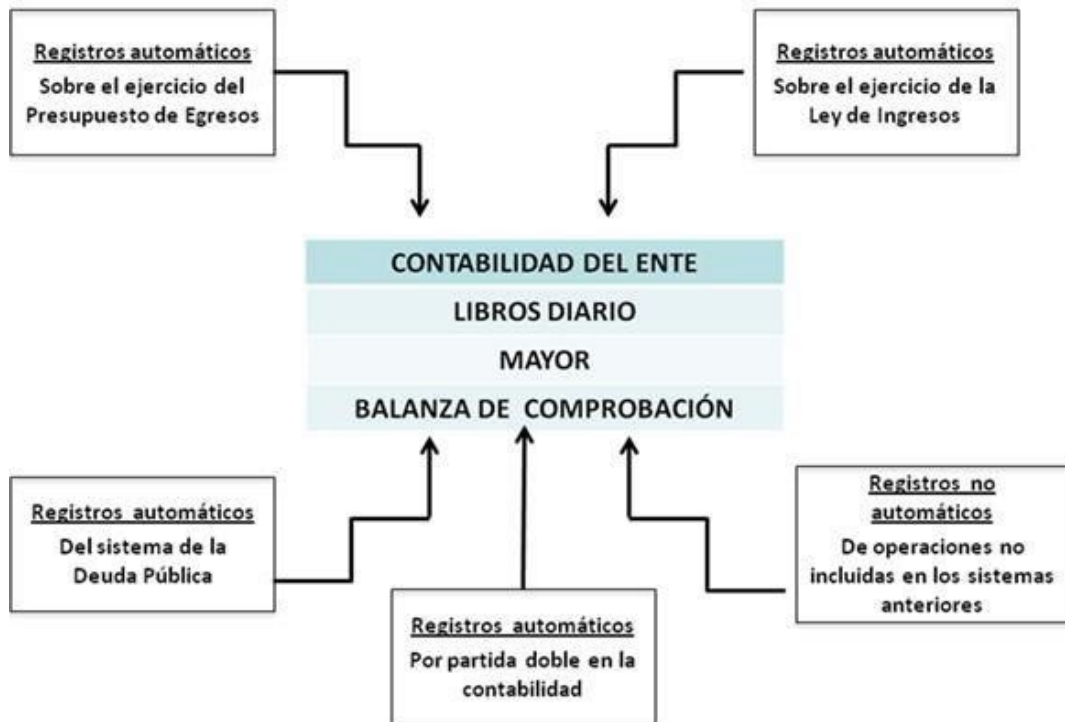 Registros automáticos
Sobre el ejercicio del
Presupuesto de Egresos
Registros automáticos
Sobre el ejercicio de la
Ley de Ingresos
CONTABILIDAD DEL ENTE
LIBROS DIARIO
MAYOR
BALANZA DE COMPROBACIÓN
Registros automáticos
Del sistema de la
Deuda Pública
Registros automáticos
Por partida doble en la
contabilidad
Registros no
automáticos
De operaciones no
incluidas en los sistemas
anteriores